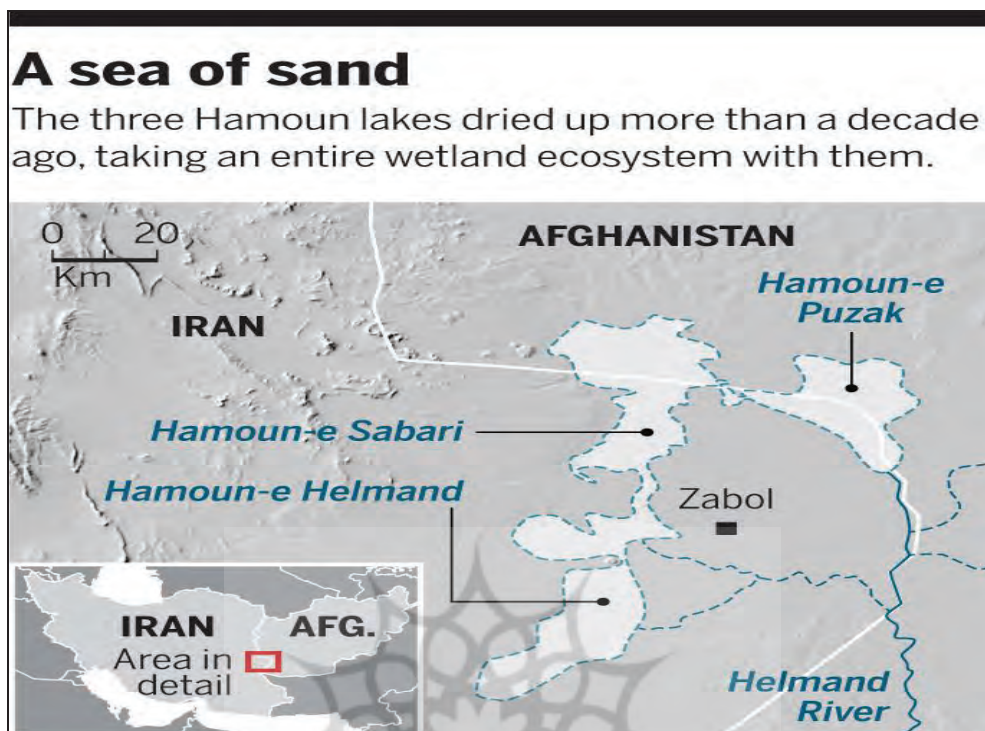 A sea of sand
The three Hamoun lakes dried up more than a decade
ago, taking an entire wetland ecosystem with them.
0 20
Km
AFGHANISTAN
IRAN
Hamoun-e
Puzak
Hamoun-e Sabari
Hamoun-e Helmand
Zabol
IRAN
AFG.
Area in
detail
Helmand
River